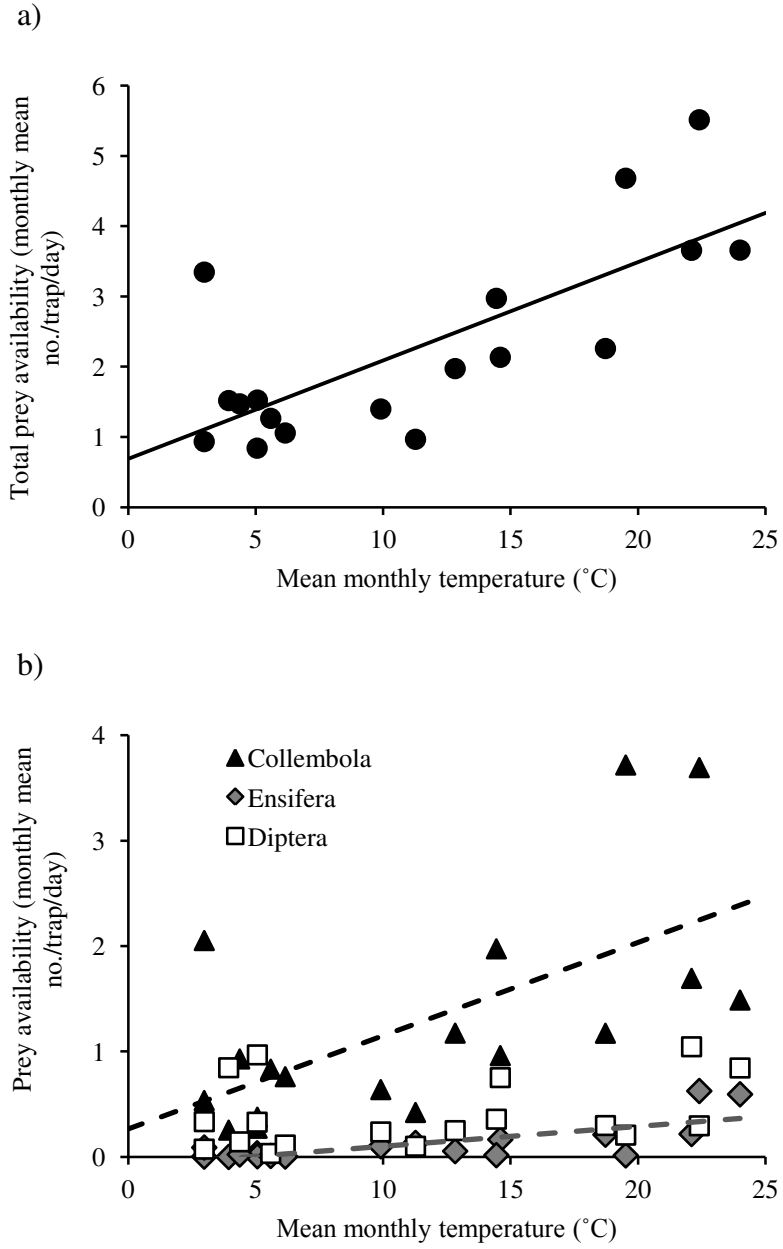 a)
Total prey availability (monthly mean
no./trap/day)
6
5
4
3
2
1
0
0 5 10 15 20 25
Mean monthly temperature (˚C)
b)
Prey availability (monthly mean
no./trap/day)
4
3
2
1
0
Collembola
Ensifera
Diptera
0 5 10 15 20 25
Mean monthly temperature (˚C)